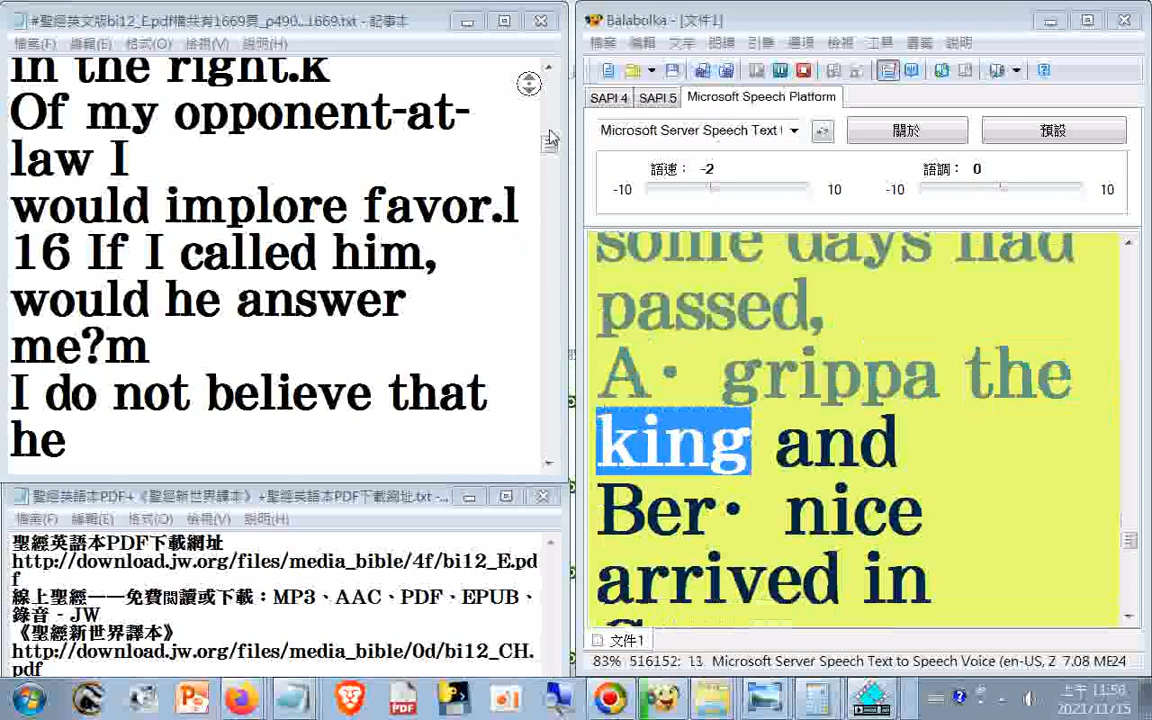 #聖經英文版bi12_E.pdf檔共有1669頁_p490...1669.txt - 記事本
檔案(F) 編輯(E) 格式(O) 檢視(V) 說明(H)
in the right.k
Of my opponent-at-
law I
would implore favor.l
16 If I called him,
would he answer
me?m
I do not believe that
he
聖經英語本PDF+《聖經新世界譯本》+聖經英語本PDF下載網址.txt -...
檔案(F) 編輯(E) 格式(O) 檢視(V) 說明(H)
聖經英語本PDF下載網址
http://download.jw.org/files/media_bible/4f/bi12_E.pd
f
線上聖經——免費閱讀或下載：MP3、AAC、PDF、EPUB、
錄音 - JW
《聖經新世界譯本》
http://download.jw.org/files/media_bible/0d/bi12_CH.
pdf
Balabolka - [文件1]
檔案 編輯 文字 朗讀 引擎 選項 檢視 工具 書籤 說明
SAPI 4 SAPI 5 Microsoft Speech Platform
Microsoft Server Speech Text 關於 預設
語速： -2 語調： 0
-10 10 -10 10
some days had
passed,
A· grippa the
king and
Ber· nice
arrived in
文件1
83% 516152: 13 Microsoft Server Speech Text to Speech Voice (en-US, Z 7.08 ME24
上午 11:56
2021/11/15